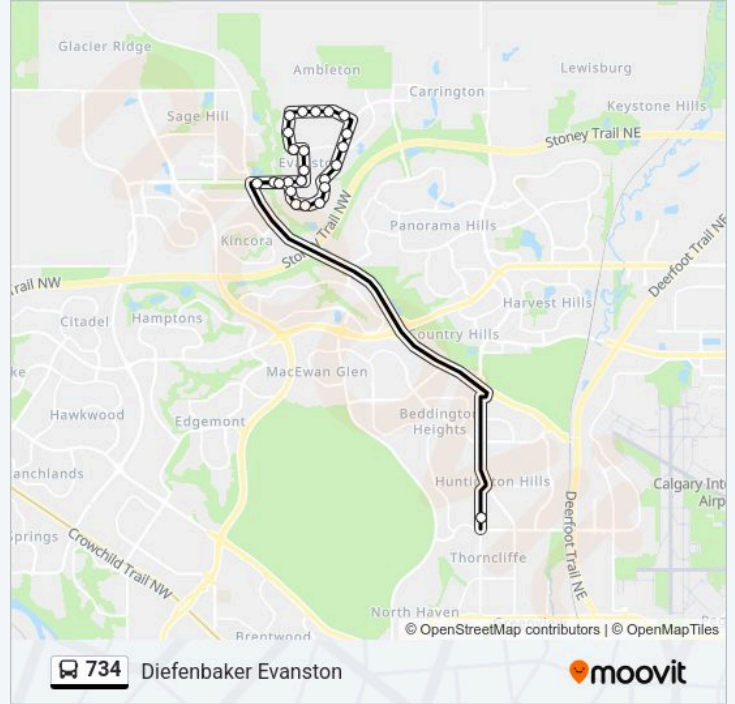 Glacier Ridge
Ambleton
Lewisburg
Carrington
Keystone Hills
Sage Hill
Stoney Trail NE
Evanston
Stoney Trail NW
Panorama Hills
Kincora
Deerfoot Trail NE
rail NW
Harvest Hills
Citadel
Hamptons
Country Hills
ke
MacEwan Glen
Hawkwood
Edgemont
Beddington
Heights
anchlands
Huntington Hills
Calgary Int
Airp
Deerfoot Trail NE
Springs
Crowchild Trail NW
Thorncliffe
North Haven
Brentwood
© OpenStreetMap contributors | © OpenMapTiles
734 Diefenbaker Evanston
moovit